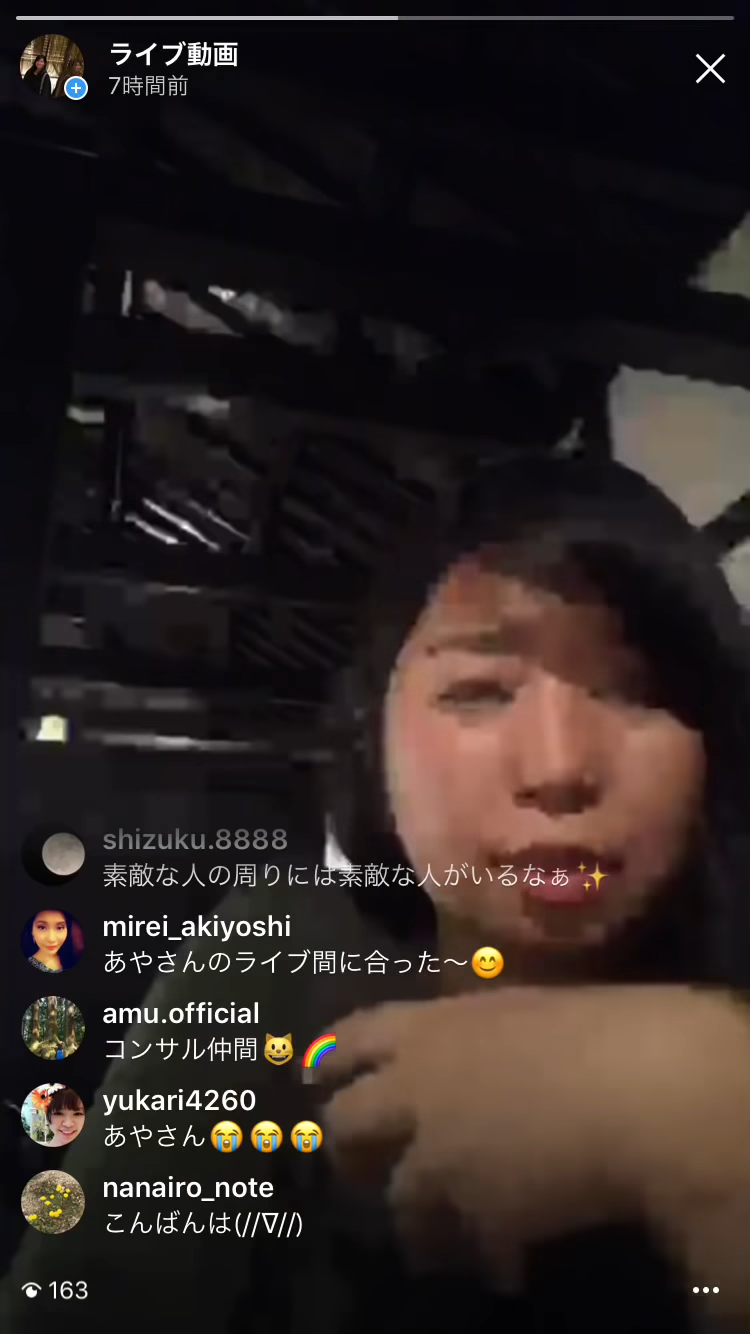 ライブ動画
7時間前
shizuku.8888
素敵な人の周りには素敵な人がいるなぁ✨
mirei_akiyoshi
あやさんのライブ間に合った〜😊
amu.official
コンサル仲間😺🌈
yukari4260
あやさん😭😭😭
nanairo_note
こんばんは(//∇//)
163